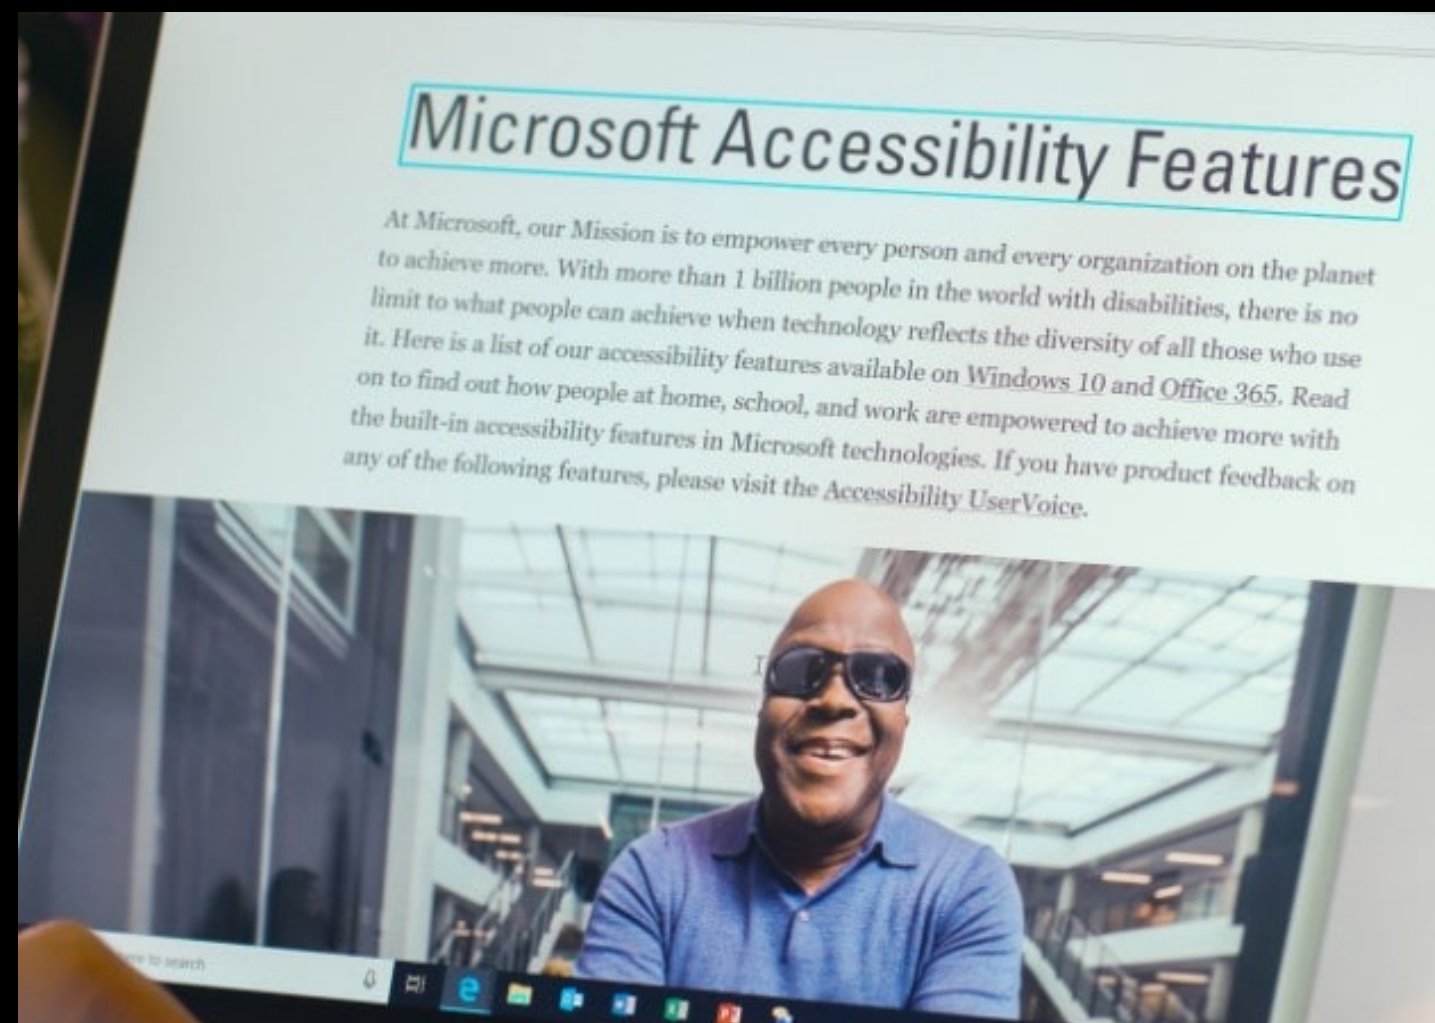 Microsoft Accessibility Features
At Microsoft, our Mission is to empower every person and every organization on the planet
to achieve more. With more than 1 billion people in the world with disabilities, there is no
limit to what people can achieve when technology reflects the diversity of all those who use
it. Here is a list of our accessibility features available on Windows 10 and Office 365. Read
on to find out how people at home, school, and work are empowered to achieve more with
the built-in accessibility features in Microsoft technologies. If you have product feedback on
any of the following features, please visit the Accessibility UserVoice.
to search